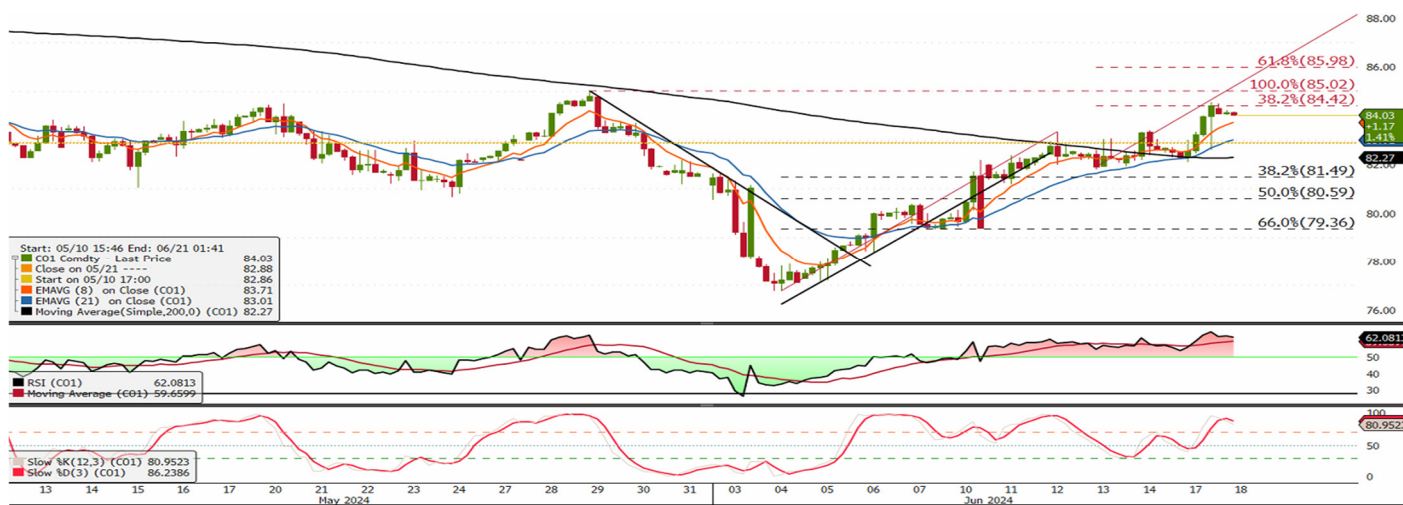 88.00
86.00
84.03
+1.17
1.41%
82.27
82.00
80.00
78.00
76.00
61.8%(85.98)
100.0%(85.02)
38.2%(84.42)
38.2%(81.49)
50.0%(80.59)
66.0%(79.36)
Start: 05/10 15:46 End: 06/21 01:41
CO1 Comdty - Last Price 84.03
Close on 05/21 ---- 82.88
Start on 05/10 17:00 82.86
EMAVG (8) on Close (CO1) 83.71
EMAVG (21) on Close (CO1) 83.01
Moving Average(Simple,200,0) (CO1) 82.27
62.0813
50
40
30
RSI (CO1) 62.0813
Moving Average (CO1) 59.6599
100
80.9523
50
0
Slow %K(12,3) (CO1) 80.9523
Slow %D(3) (CO1) 86.2386
13 14 15 16 17 20 21 22 23 24 27 28 29 30 31 03 04 05 06 07 10 11 12 13 14 17 18
May 2024 Jun 2024